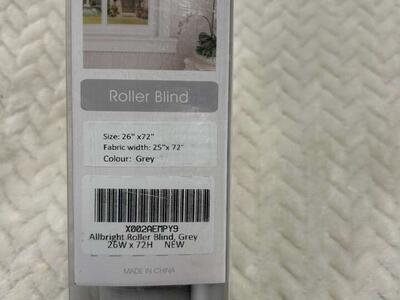 Roller Blind
Size: 26" x72"
Fabric width: 25"x 72"
Colour: Grey
X002AEMPY9
Allbright Roller Blind, Grey
26W x 72H NEW
MADE IN CHINA